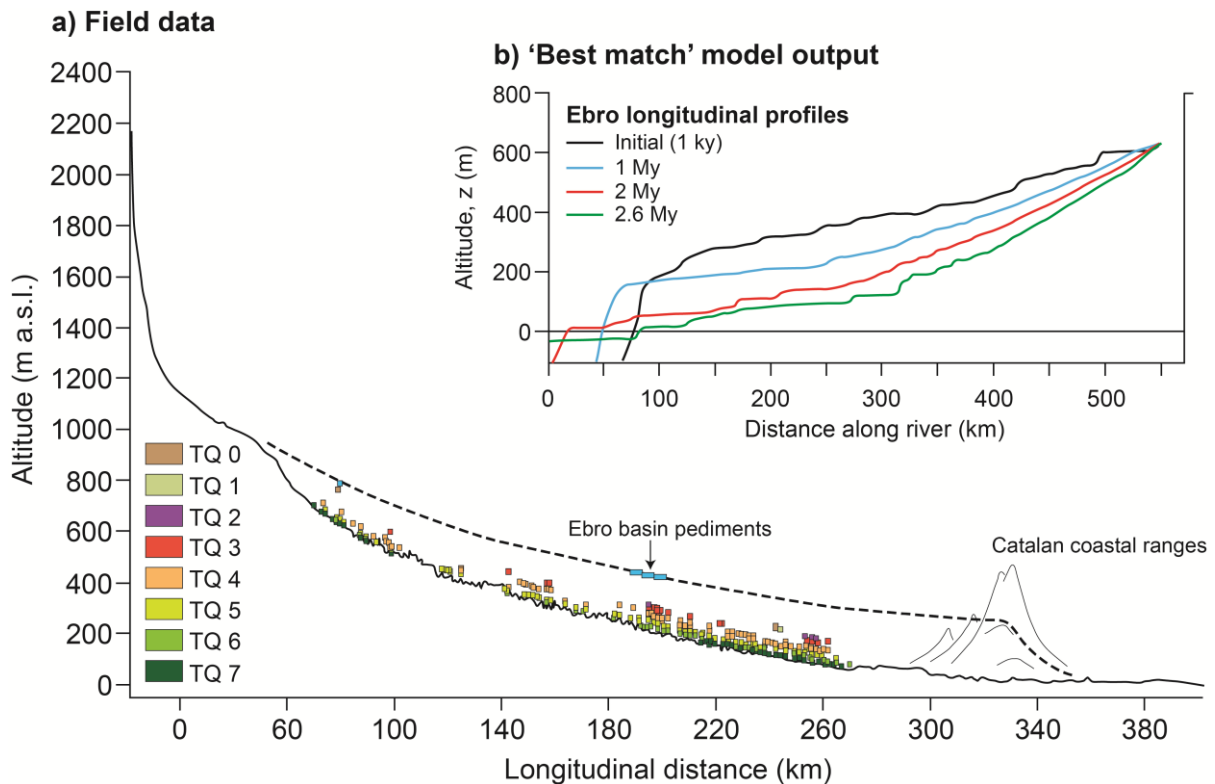 a) Field data
2400
2200
2000
1800
1600
1400
1200
1000
800
600
400
200
0
Altitude (m a.s.l.)
TQ 0
TQ 1
TQ 2
TQ 3
TQ 4
TQ 5
TQ 6
TQ 7
Ebro basin pediments
Catalan coastal ranges
0 60 100 140 180 220 260 300 340 380
Longitudinal distance (km)
b) ‘Best match’ model output
800
600
400
200
0
Altitude, z (m)
Ebro longitudinal profiles
Initial (1 ky)
1 My
2 My
2.6 My
0 100 200 300 400 500
Distance along river (km)